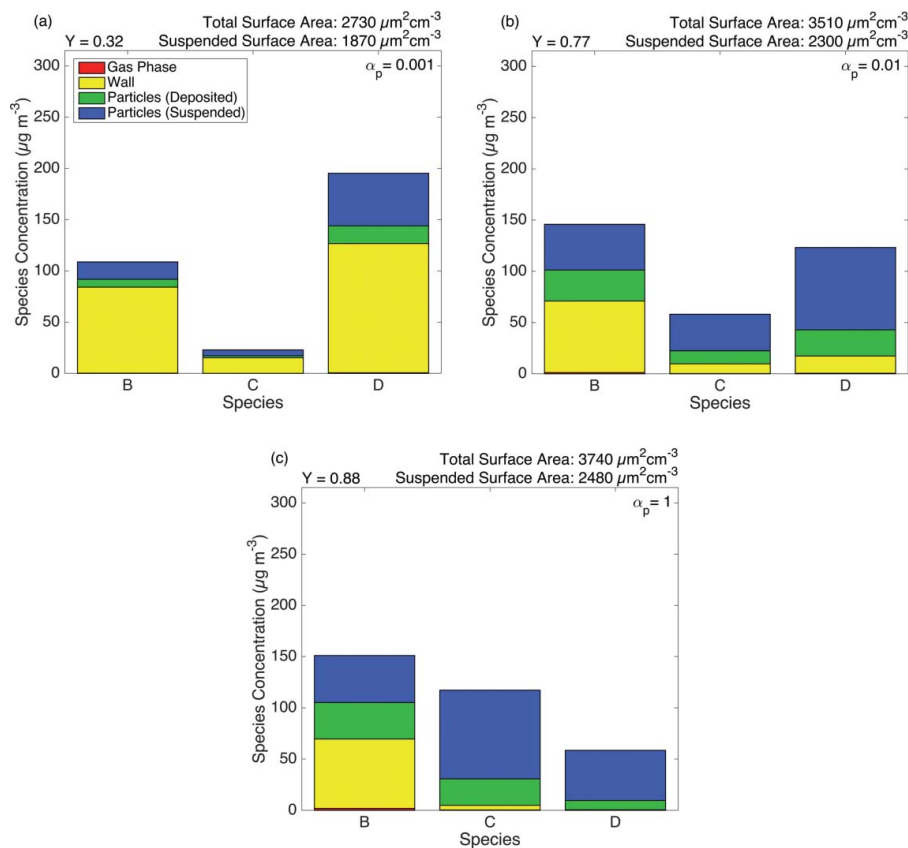 (a)
Total Surface Area: 2730 µm²cm⁻³
Y = 0.32 Suspended Surface Area: 1870 µm²cm⁻³
αp= 0.001
Gas Phase
Wall
Particles (Deposited)
Particles (Suspended)
300
250
200
150
100
50
0
Species Concentration (µg m⁻³)
B C D
Species
(b)
Total Surface Area: 3510 µm²cm⁻³
Y = 0.77 Suspended Surface Area: 2300 µm²cm⁻³
αp= 0.01
300
250
200
150
100
50
0
Species Concentration (µg m⁻³)
B C D
Species
(c)
Total Surface Area: 3740 µm²cm⁻³
Y = 0.88 Suspended Surface Area: 2480 µm²cm⁻³
αp= 1
300
250
200
150
100
50
0
Species Concentration (µg m⁻³)
B C D
Species